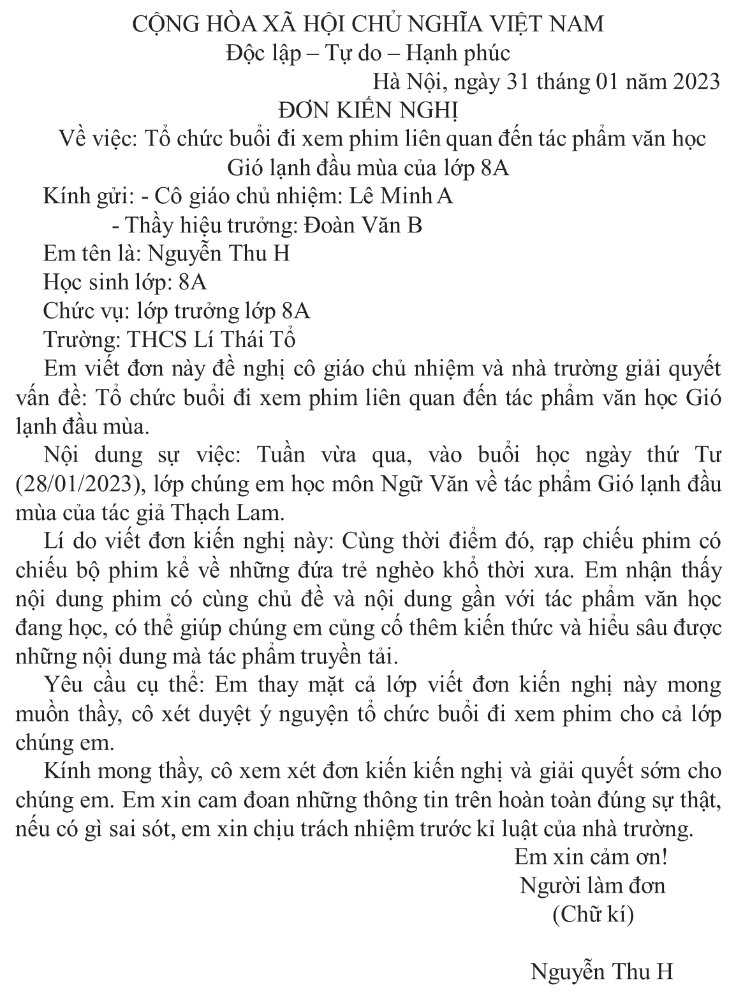 CỘNG HÒA XÃ HỘI CHỦ NGHĨA VIỆT NAM
Độc lập – Tự do – Hạnh phúc
Hà Nội, ngày 31 tháng 01 năm 2023
ĐƠN KIẾN NGHỊ
Về việc: Tổ chức buổi đi xem phim liên quan đến tác phẩm văn học
Gió lạnh đầu mùa của lớp 8A
Kính gửi: - Cô giáo chủ nhiệm: Lê Minh A
- Thầy hiệu trưởng: Đoàn Văn B
Em tên là: Nguyễn Thu H
Học sinh lớp: 8A
Chức vụ: lớp trưởng lớp 8A
Trường: THCS Lí Thái Tổ
Em viết đơn này đề nghị cô giáo chủ nhiệm và nhà trường giải quyết
vấn đề: Tổ chức buổi đi xem phim liên quan đến tác phẩm văn học Gió
lạnh đầu mùa.
Nội dung sự việc: Tuần vừa qua, vào buổi học ngày thứ Tư
(28/01/2023), lớp chúng em học môn Ngữ Văn về tác phẩm Gió lạnh đầu
mùa của tác giả Thạch Lam.
Lí do viết đơn kiến nghị này: Cùng thời điểm đó, rạp chiếu phim có
chiếu bộ phim kể về những đứa trẻ nghèo khổ thời xưa. Em nhận thấy
nội dung phim có cùng chủ đề và nội dung gần với tác phẩm văn học
đang học, có thể giúp chúng em củng cố thêm kiến thức và hiểu sâu được
những nội dung mà tác phẩm truyền tải.
Yêu cầu cụ thể: Em thay mặt cả lớp viết đơn kiến nghị này mong
muồn thầy, cô xét duyệt ý nguyện tổ chức buổi đi xem phim cho cả lớp
chúng em.
Kính mong thầy, cô xem xét đơn kiến kiến nghị và giải quyết sớm cho
chúng em. Em xin cam đoan những thông tin trên hoàn toàn đúng sự thật,
nếu có gì sai sót, em xin chịu trách nhiệm trước kỉ luật của nhà trường.
Em xin cảm ơn!
Người làm đơn
(Chữ kí)
Nguyễn Thu H